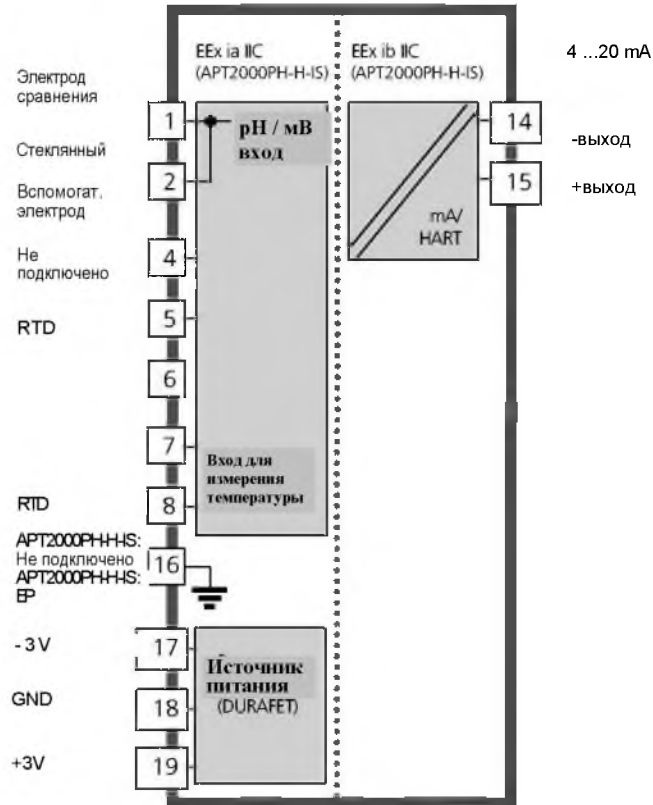 EEx ia IIC
(APT2000PH-H-IS)
EEx ib IIC
(APT2000PH-H-IS)
4 ...20 mA
Электрод
сравнения
1
рН / мВ
вход
14
-выход
Стеклянный
2
15
+выход
Вспомогат.
электрод
mA/
HART
4
Не
подключено
5
RTD
6
7
Вход для
измерения
температуры
RTD
8
APT2000PH-H-IS:
Не подключено
16
APT2000PH-H-IS:
EP
- 3 V
17
Источник
питания
(DURAFET)
GND
18
+3V
19